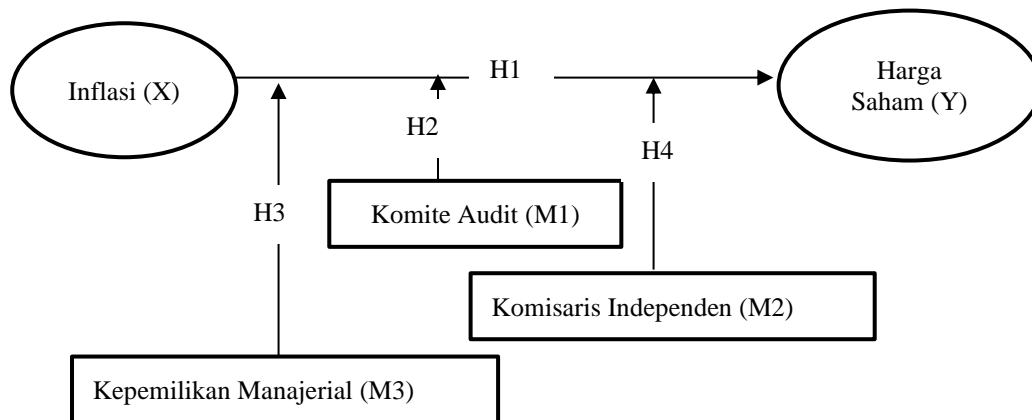 H1
Inflasi (X)
Harga
Saham (Y)
H2
H4
H3
Komite Audit (M1)
Komisaris Independen (M2)
Kepemilikan Manajerial (M3)